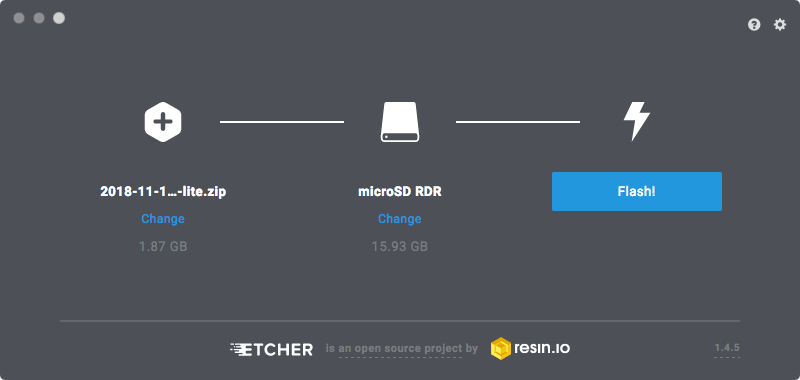 2018-11-1...-lite.zip
microSD RDR
Flash!
Change
Change
1.87 GB
15.93 GB
ETCHER is an open source project by resin.io
1.4.5